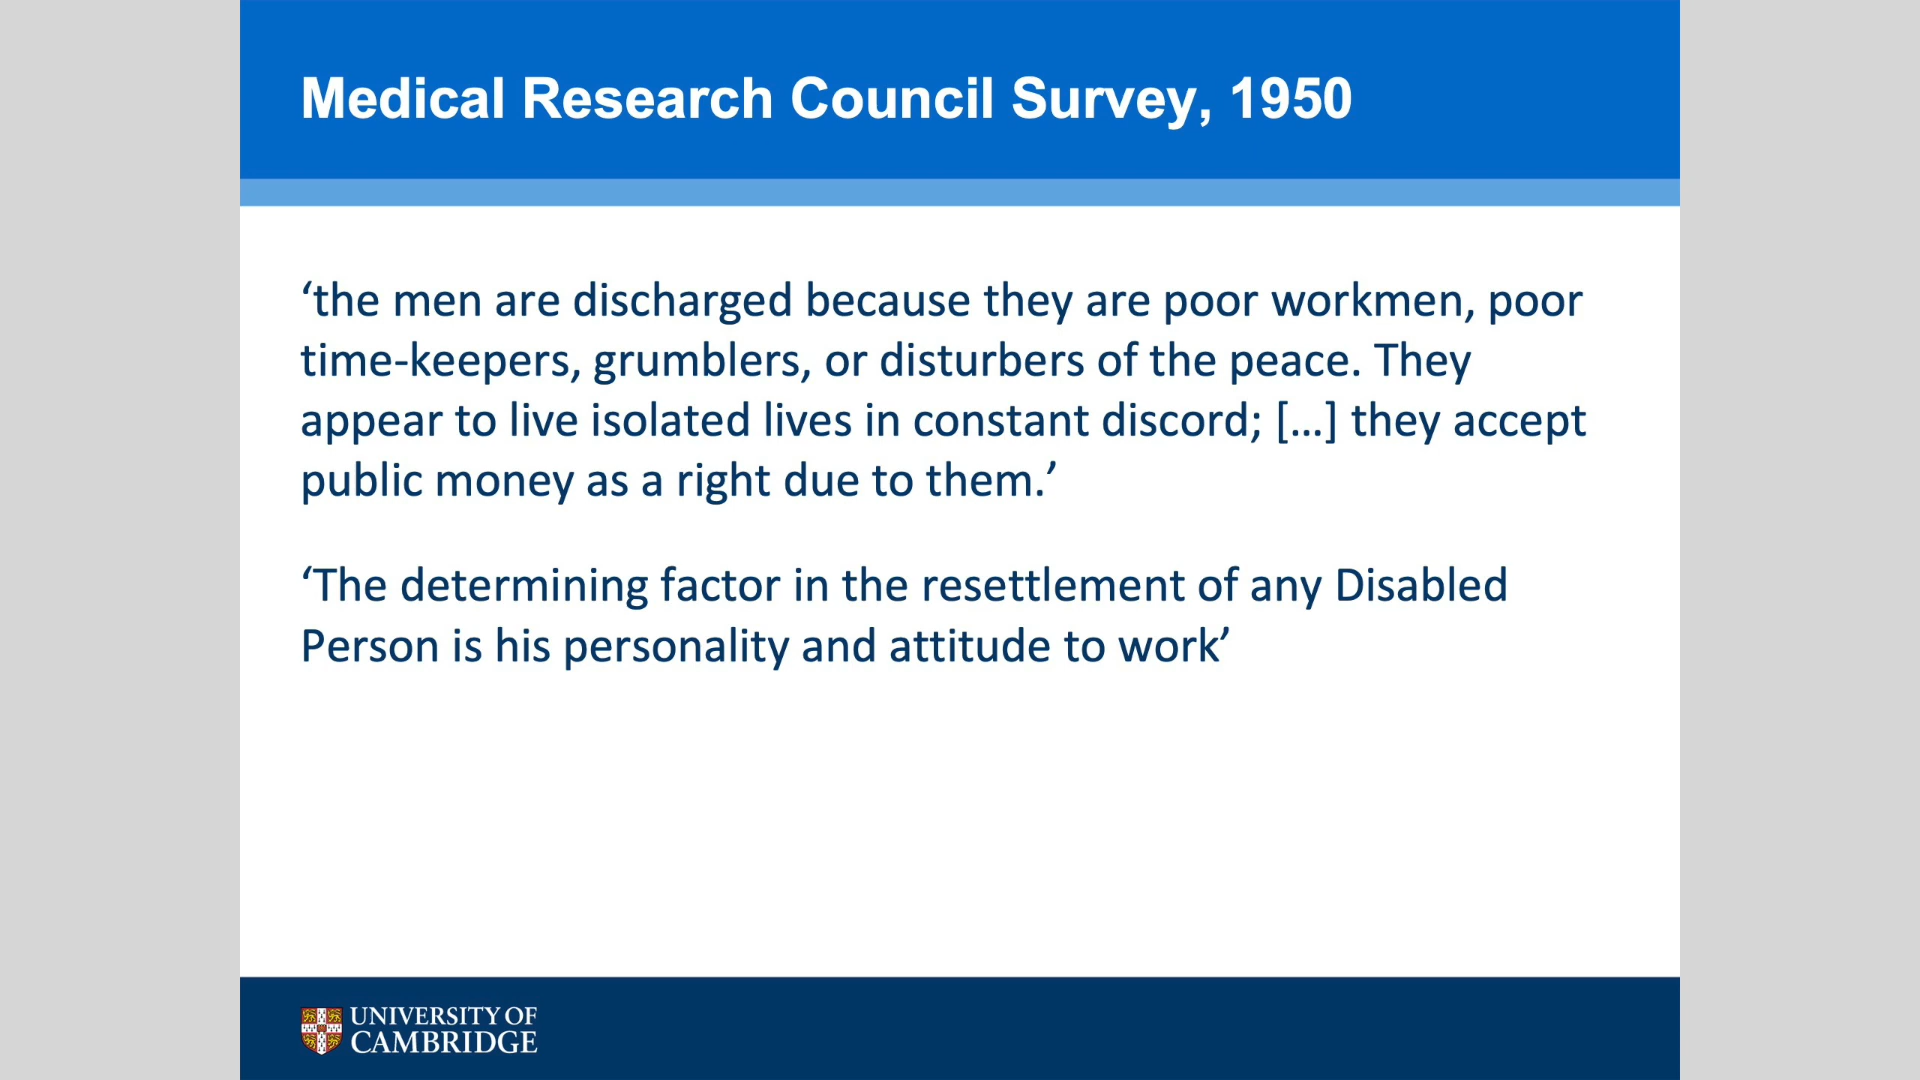 Medical Research Council Survey, 1950
‘the men are discharged because they are poor workmen, poor
time-keepers, grumblers, or disturbers of the peace. They
appear to live isolated lives in constant discord; [...] they accept
public money as a right due to them.’
‘The determining factor in the resettlement of any Disabled
Person is his personality and attitude to work’
UNIVERSITY OF
CAMBRIDGE